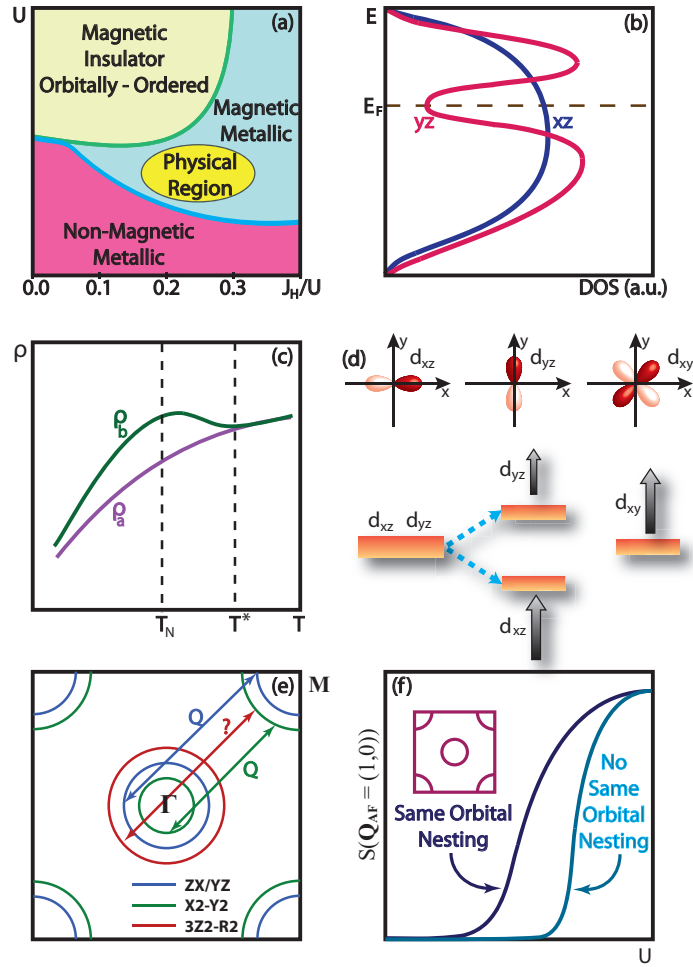 U
(a)
Magnetic
Insulator
Orbitally - Ordered
Magnetic
Metallic
Physical
Region
Non-Magnetic
Metallic
0.0 0.1 0.2 0.3 J_H/U
E
(b)
E_F
yz xz
DOS (a.u.)
ρ
(c)
ρ_b
ρ_a
T_N T* T
(d)
y d_xz x
y d_yz x
y d_xy x
d_yz
d_xy
d_xz d_yz
d_xz
(e)
M
Q
?
Q
Γ
ZX/YZ
X2-Y2
3Z2-R2
(f)
S(Q_AF = (1,0))
Same Orbital
Nesting
No
Same
Orbital
Nesting
U